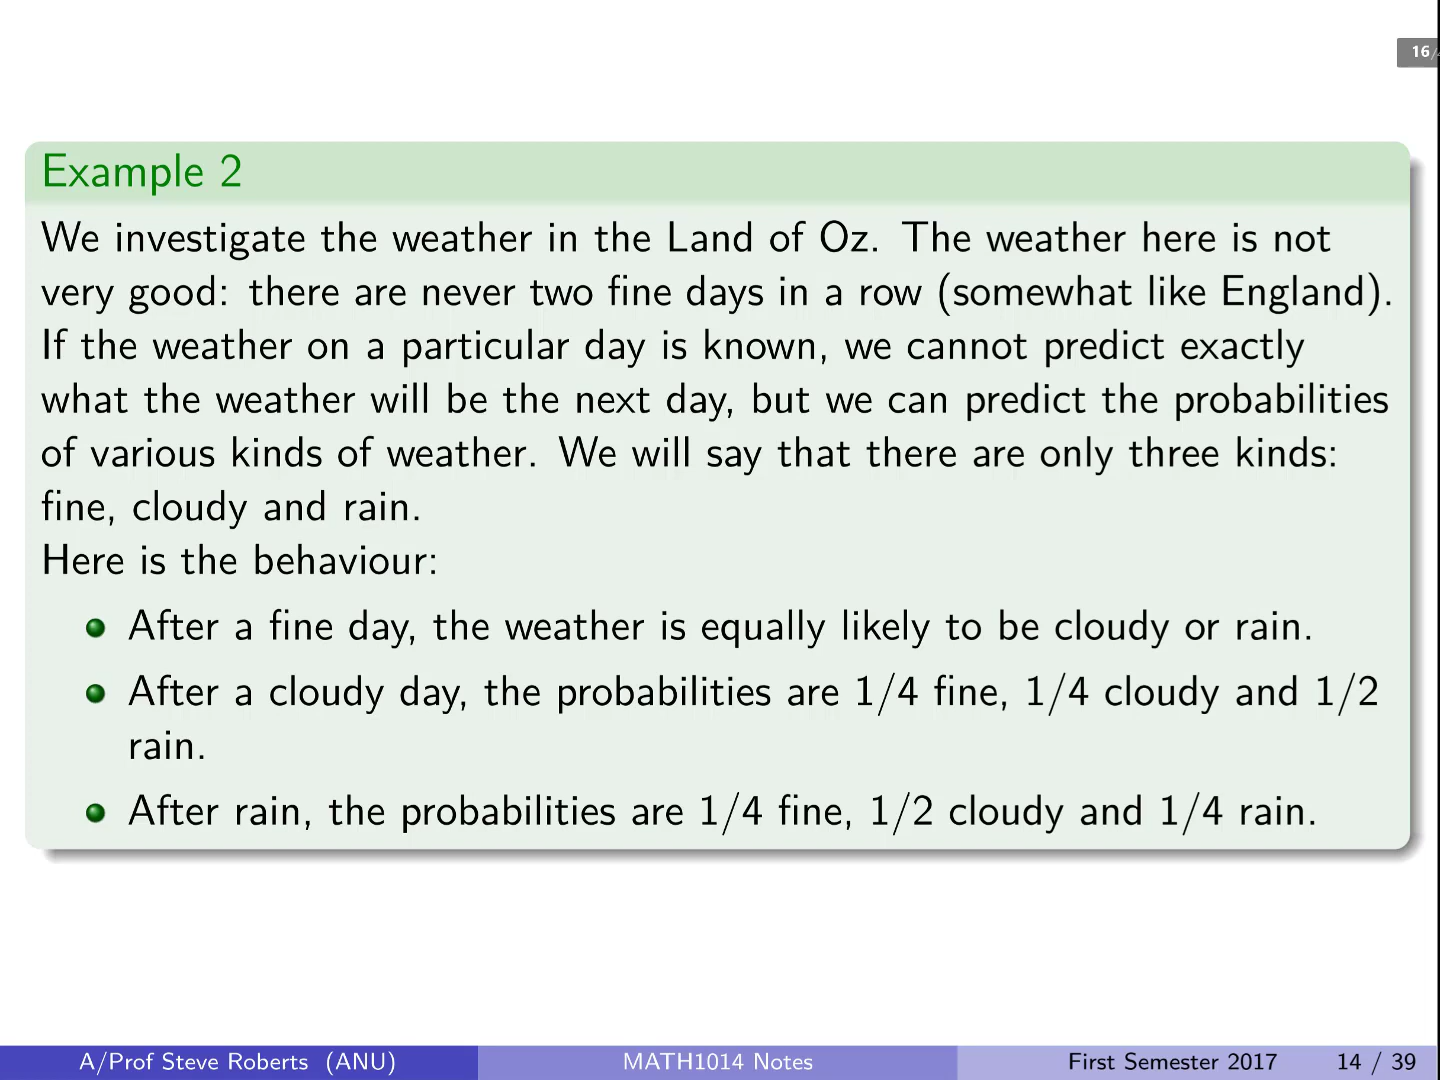 16/
Example 2
We investigate the weather in the Land of Oz. The weather here is not
very good: there are never two fine days in a row (somewhat like England).
If the weather on a particular day is known, we cannot predict exactly
what the weather will be the next day, but we can predict the probabilities
of various kinds of weather. We will say that there are only three kinds:
fine, cloudy and rain.
Here is the behaviour:
After a fine day, the weather is equally likely to be cloudy or rain.
After a cloudy day, the probabilities are 1/4 fine, 1/4 cloudy and 1/2
rain.
After rain, the probabilities are 1/4 fine, 1/2 cloudy and 1/4 rain.
A/Prof Steve Roberts (ANU) MATH1014 Notes First Semester 2017 14 / 39